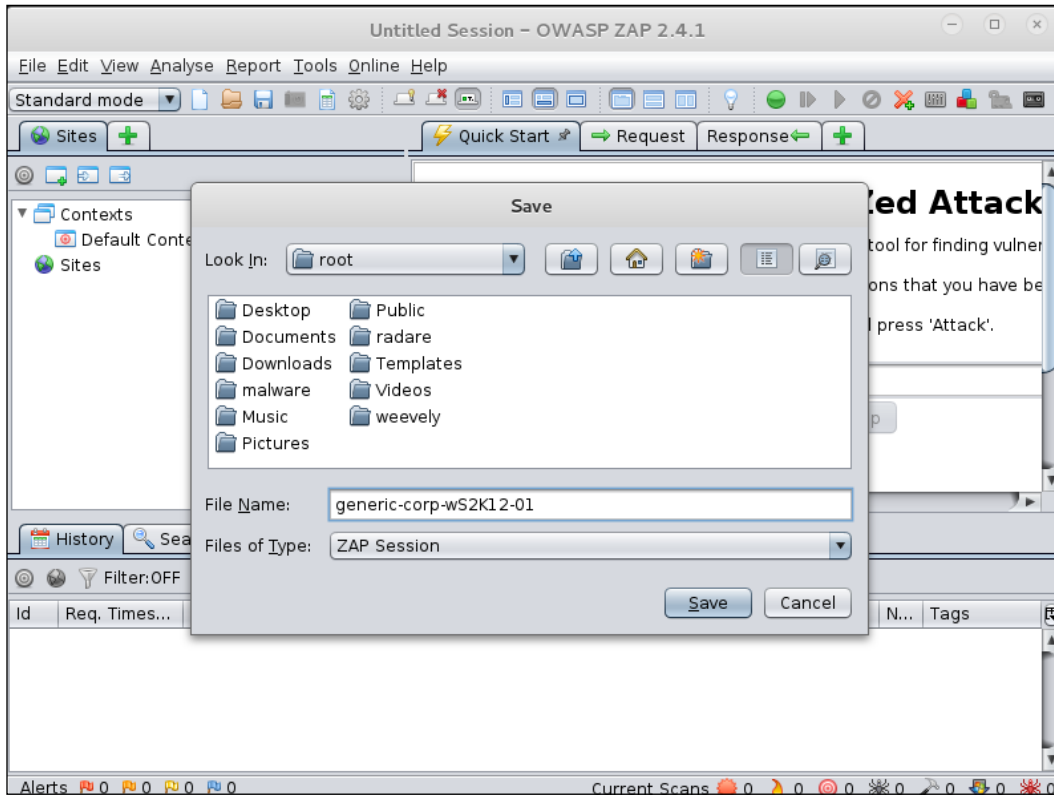 Untitled Session – OWASP ZAP 2.4.1
File Edit View Analyse Report Tools Online Help
Standard mode
Sites
Quick Start
Request
Response
Contexts
Default Conte
Sites
ed Attack
tool for finding vulner
ons that you have be
press 'Attack'.
p
Save
Look In:
root
Desktop
Documents
Downloads
malware
Music
Pictures
Public
radare
Templates
Videos
weevely
File Name:
generic-corp-wS2K12-01
Files of Type:
ZAP Session
Save
Cancel
History
Sea
Filter:OFF
Id
Req. Times...
N...
Tags
Alerts 0 0 0 0
Current Scans 0 0 0 0 0 0 0